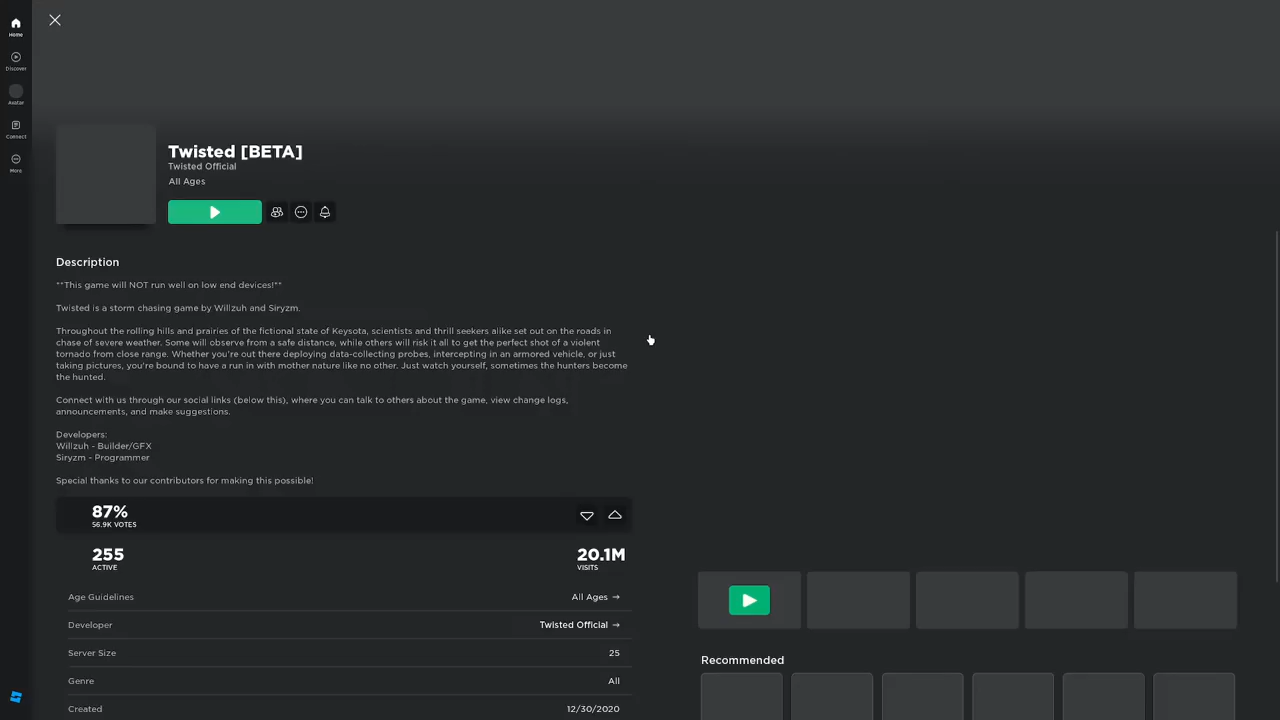 Home
Discover
Avatar
Connect
More
Twisted [BETA]
Twisted Official
All Ages
Description
**This game will NOT run well on low end devices!**
Twisted is a storm chasing game by Willzuh and Siryzm.
Throughout the rolling hills and prairies of the fictional state of Keysota, scientists and thrill seekers alike set out on the roads in
chase of severe weather. Some will observe from a safe distance, while others will risk it all to get the perfect shot of a violent
tornado from close range. Whether you're out there deploying data-collecting probes, intercepting in an armored vehicle, or just
taking pictures, you're bound to have a run in with mother nature like no other. Just watch yourself, sometimes the hunters become
the hunted.
Connect with us through our social links (below this), where you can talk to others about the game, view change logs,
announcements, and make suggestions.
Developers:
Willzuh - Builder/GFX
Siryzm - Programmer
Special thanks to our contributors for making this possible!
87%
56.9K VOTES
255
ACTIVE
20.1M
VISITS
Age Guidelines All Ages →
Developer Twisted Official →
Server Size 25
Genre All
Created 12/30/2020
Recommended